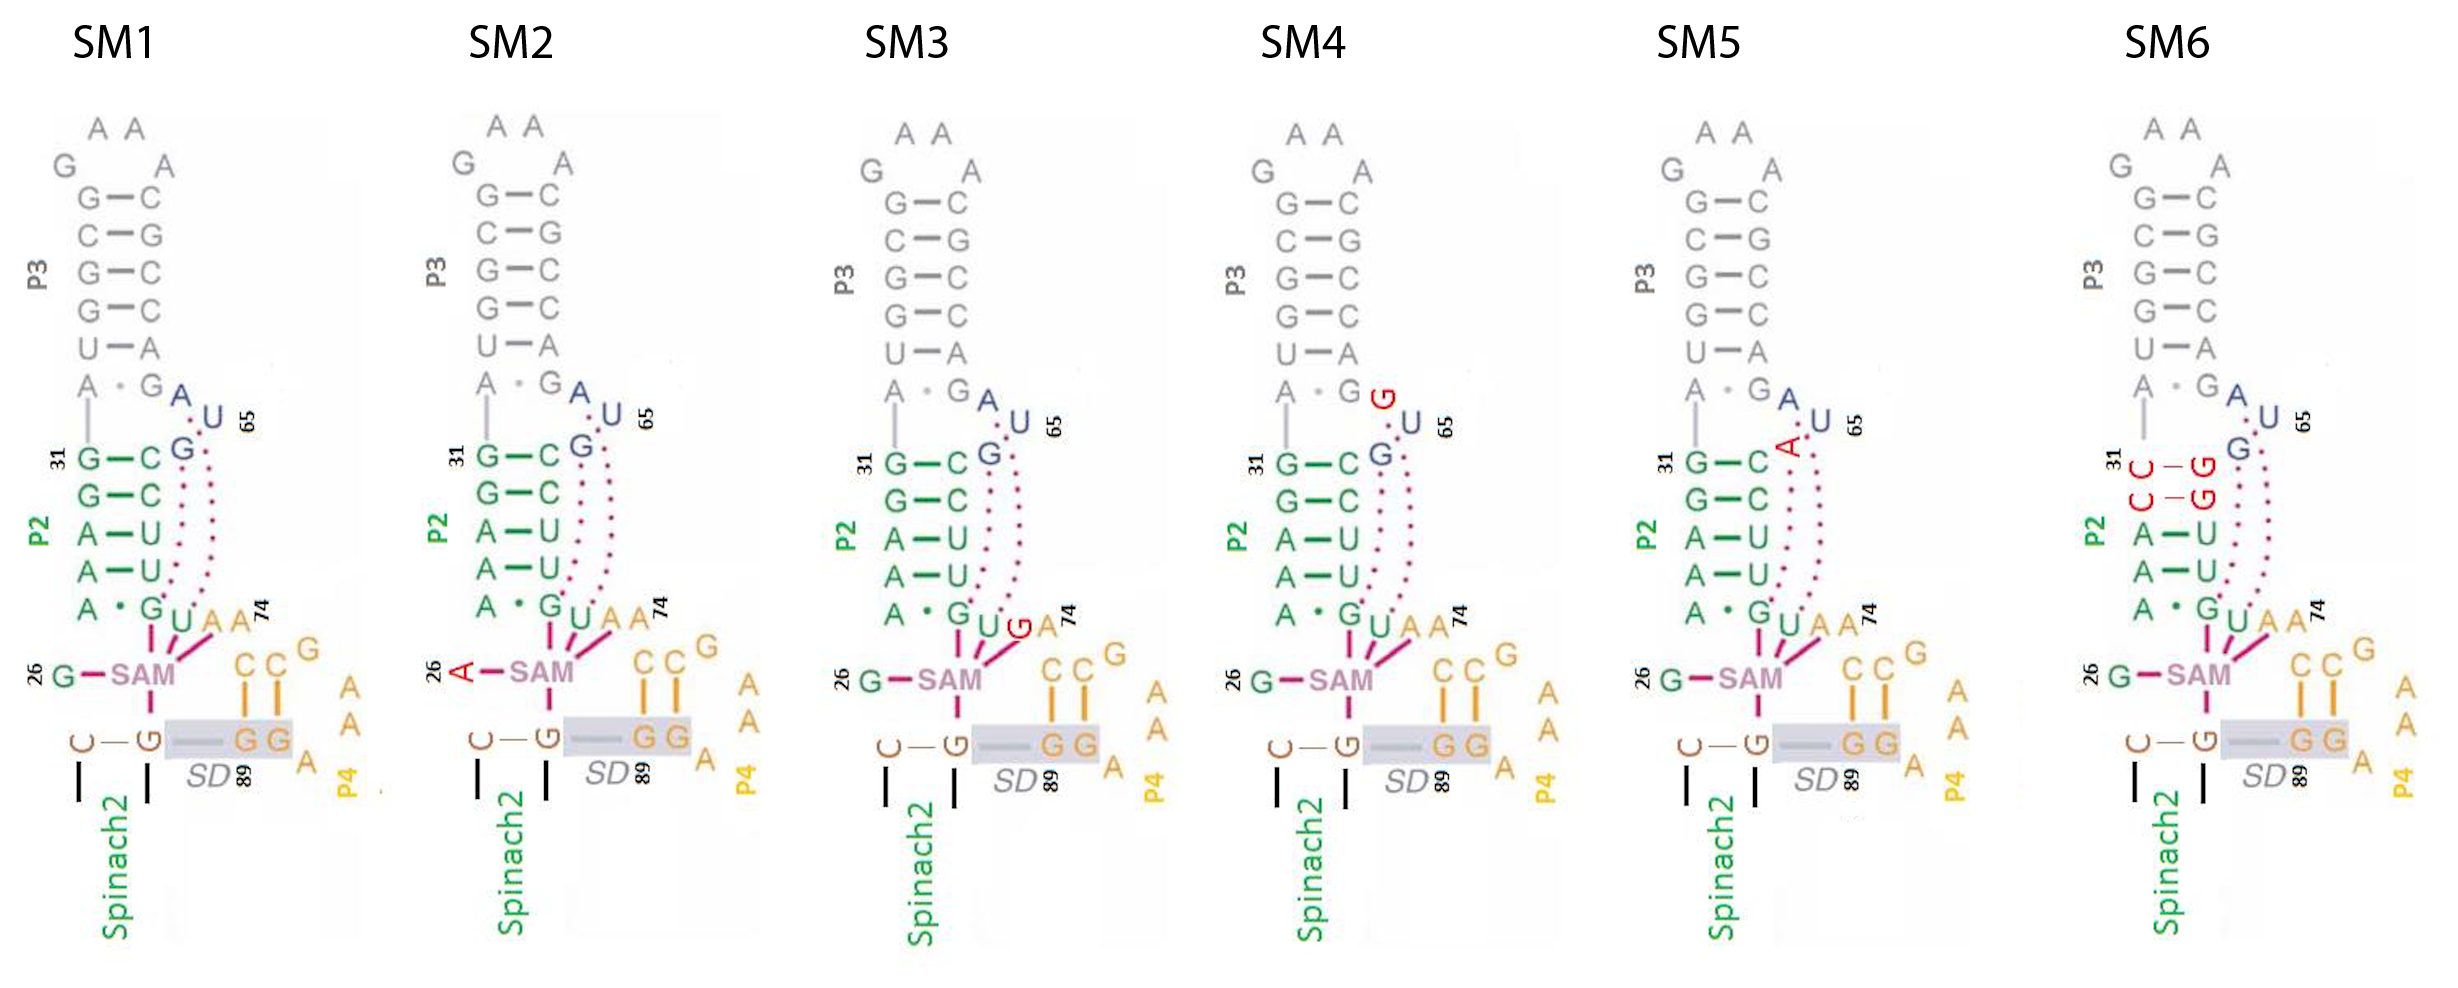 SM1
A A
G A
G–C
C–G
P3 G–C
G–C
U–A
A · G A
U 65
31 G–C G
G–C
P2 A–U
A–U
A · G U A A 74
26 G–SAM C C G
A
A
C–G G G A
SD 89 P4
Spinach2
SM2
A A
G A
G–C
C–G
P3 G–C
G–C
U–A
A · G A
U 65
31 G–C G
G–C
P2 A–U
A–U
A · G U A A 74
26 A–SAM C C G
A
A
C–G G G A
SD 89 P4
Spinach2
SM3
A A
G A
G–C
C–G
P3 G–C
G–C
U–A
A · G A
U 65
31 G–C G
G–C
P2 A–U
A–U
A · G U G A 74
26 G–SAM C C G
A
A
C–G G G A
SD 89 P4
Spinach2
SM4
A A
G A
G–C
C–G
P3 G–C
G–C
U–A
A · G G
U 65
31 G–C G
G–C
P2 A–U
A–U
A · G U A A 74
26 G–SAM C C G
A
A
C–G G G A
SD 89 P4
Spinach2
SM5
A A
G A
G–C
C–G
P3 G–C
G–C
U–A
A · G A
U 65
31 G–C A
G–C
P2 A–U
A–U
A · G U A A 74
26 G–SAM C C G
A
A
C–G G G A
SD 89 P4
Spinach2
SM6
A A
G A
G–C
C–G
P3 G–C
G–C
U–A
A · G A
U 65
31 C–G G
C–G
P2 A–U
A–U
A · G U A A 74
26 G–SAM C C G
A
A
C–G G G A
SD 89 P4
Spinach2